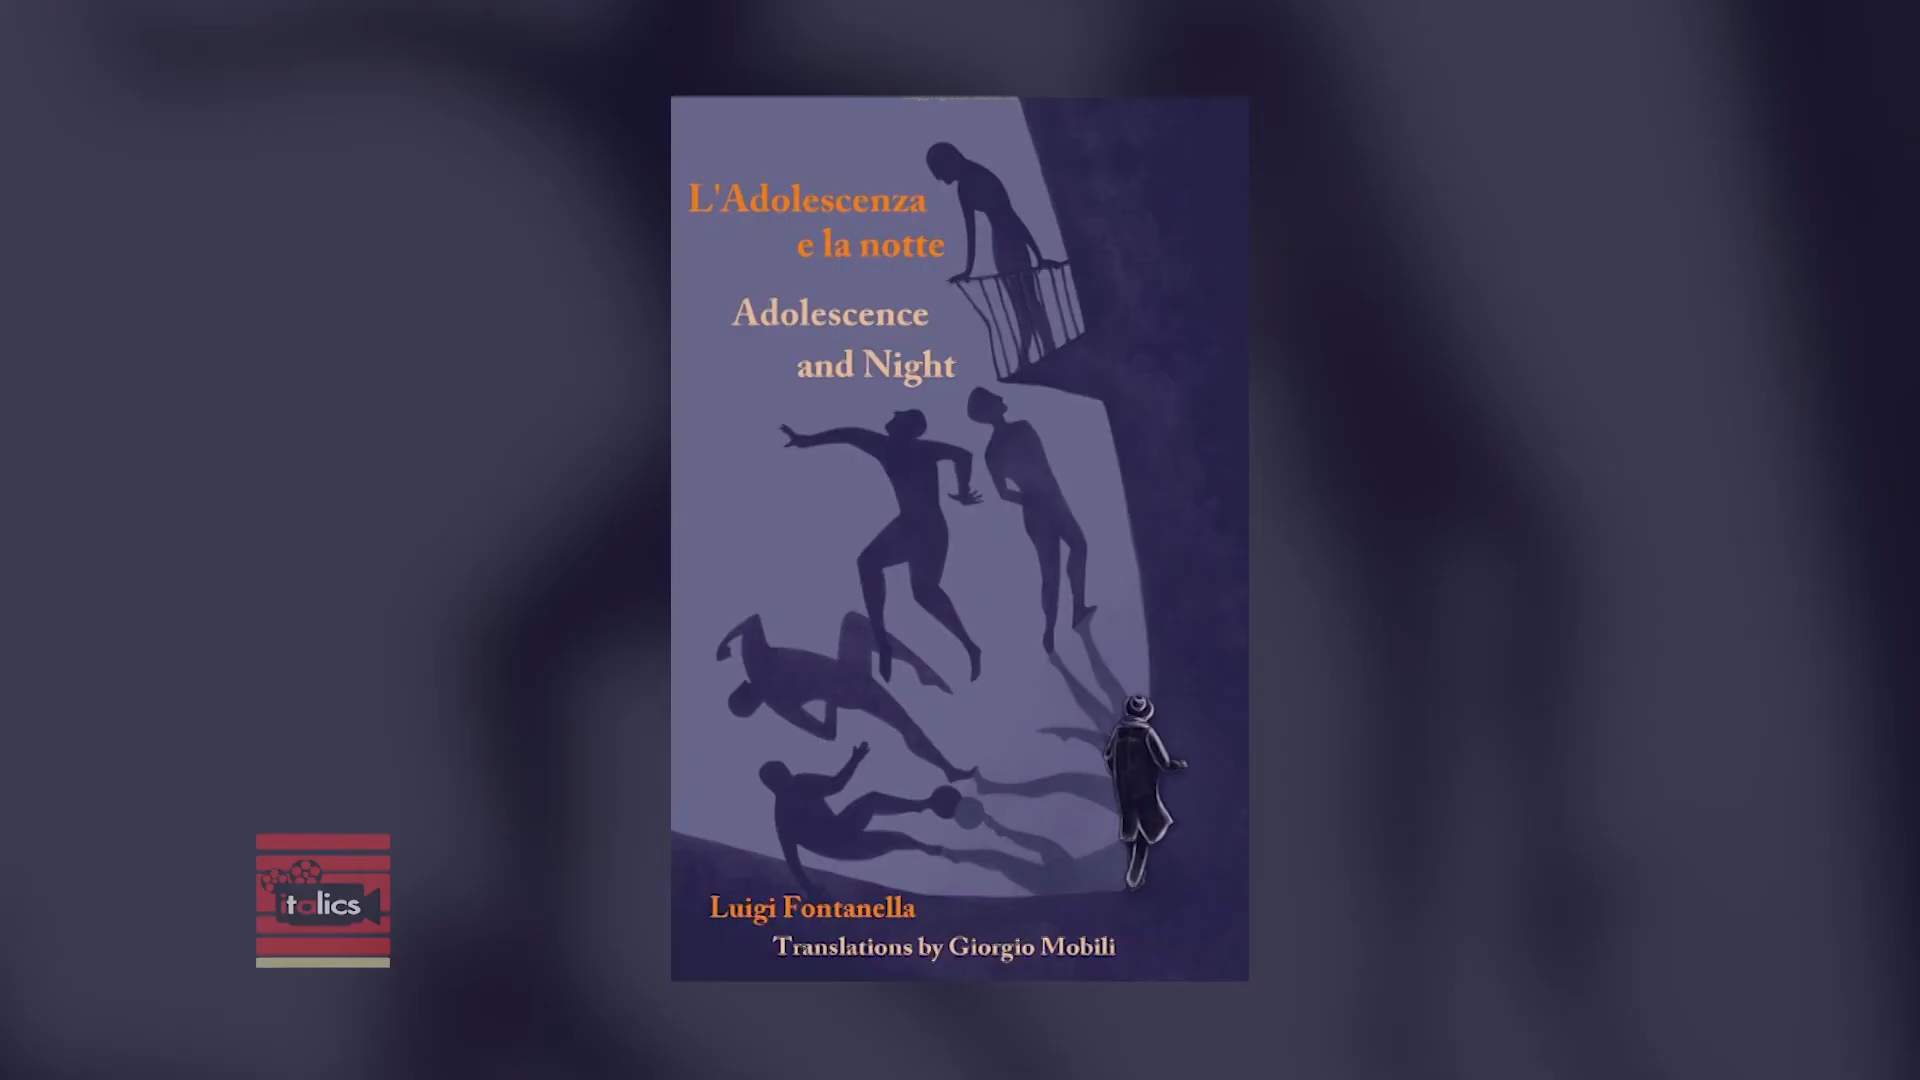 L'Adolescenza
e la notte
Adolescence
and Night
Luigi Fontanella
Translations by Giorgio Mobili
italics